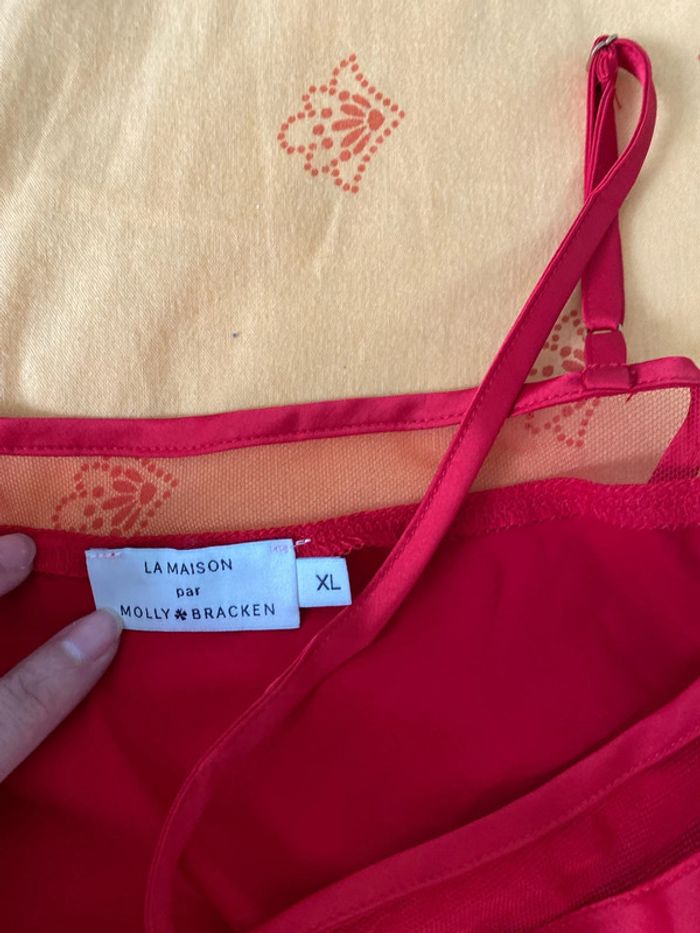 LA MAISON
par
MOLLY BRACKEN
XL